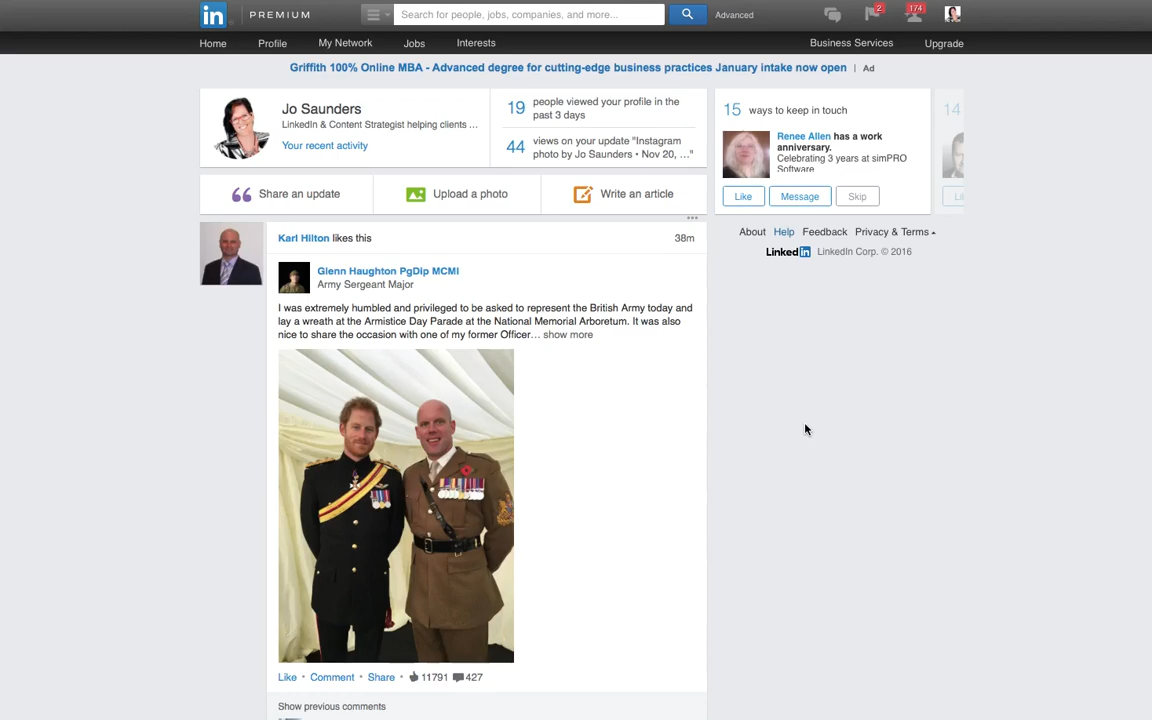 in PREMIUM
Search for people, jobs, companies, and more...
Advanced
2
174
Home
Profile
My Network
Jobs
Interests
Business Services
Upgrade
Griffith 100% Online MBA - Advanced degree for cutting-edge business practices January intake now open | Ad
Jo Saunders
LinkedIn & Content Strategist helping clients ...
Your recent activity
19 people viewed your profile in the
past 3 days
44 views on your update "Instagram
photo by Jo Saunders • Nov 20, ..."
15 ways to keep in touch
Renee Allen has a work
anniversary.
Celebrating 3 years at simPRO
Software
Like
Message
Skip
14
Li
Share an update
Upload a photo
Write an article
About Help Feedback Privacy & Terms
Linked in LinkedIn Corp. © 2016
Karl Hilton likes this
38m
Glenn Haughton PgDip MCMI
Army Sergeant Major
I was extremely humbled and privileged to be asked to represent the British Army today and
lay a wreath at the Armistice Day Parade at the National Memorial Arboretum. It was also
nice to share the occasion with one of my former Officer... show more
Like • Comment • Share • 11791 427
Show previous comments